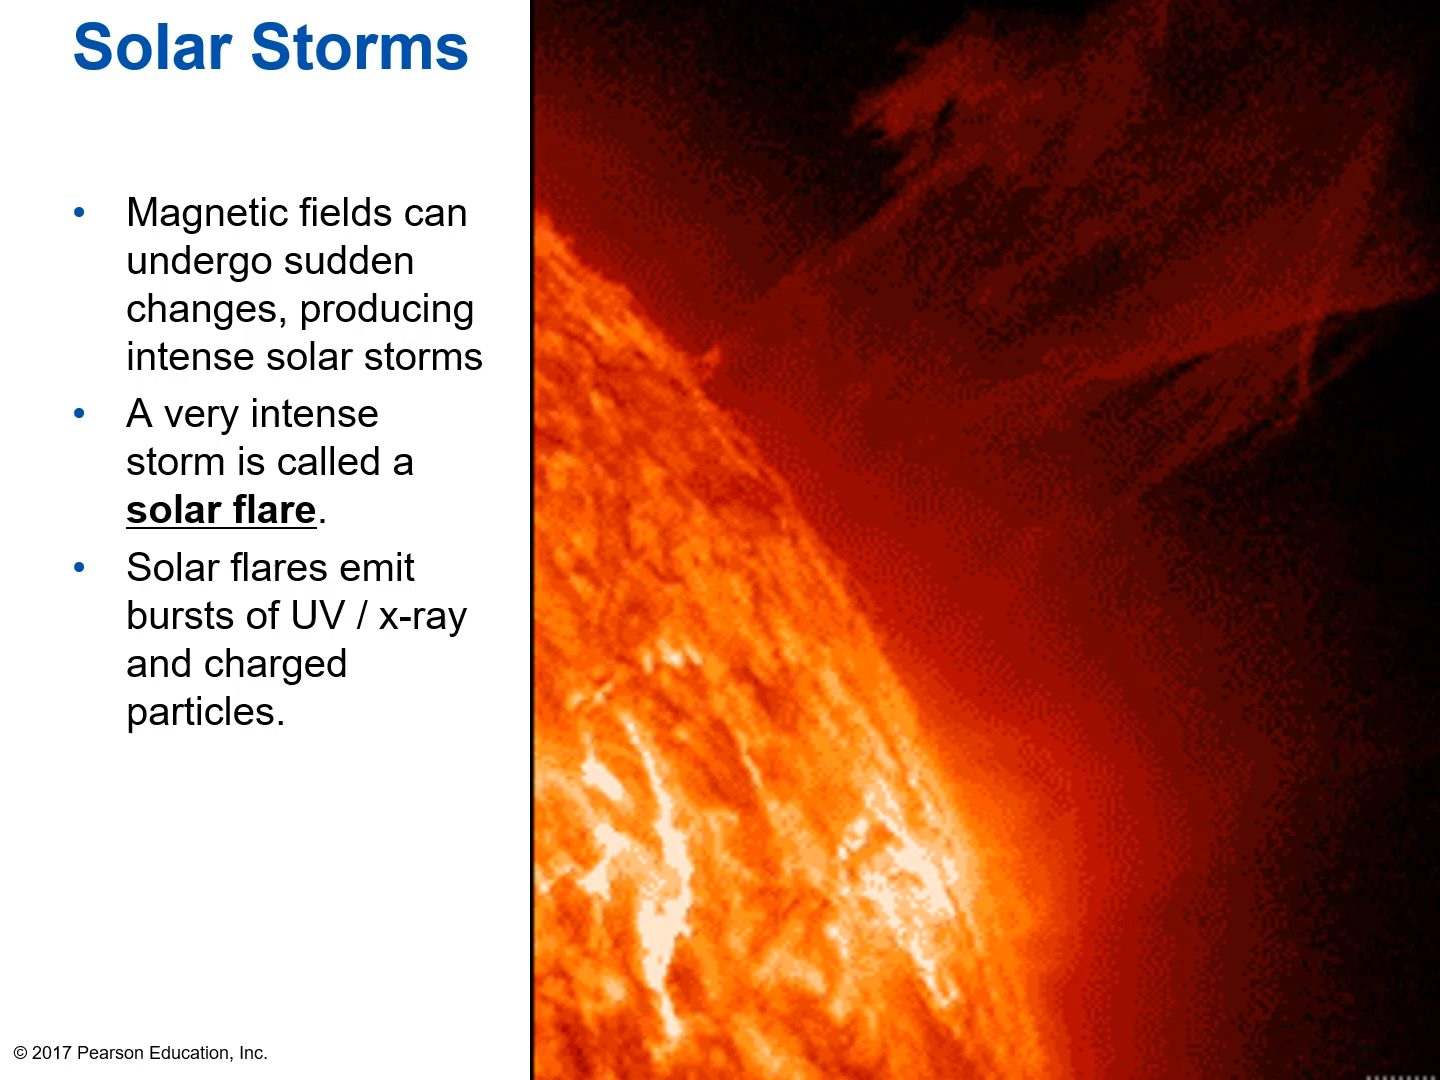 Solar Storms
• Magnetic fields can
undergo sudden
changes, producing
intense solar storms
• A very intense
storm is called a
solar flare.
• Solar flares emit
bursts of UV / x-ray
and charged
particles.
© 2017 Pearson Education, Inc.